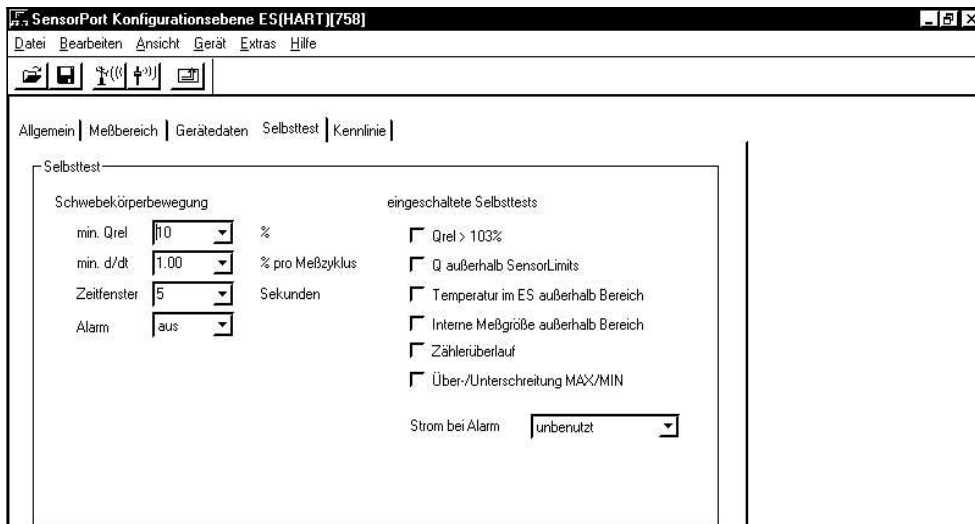 SensorPort Konfigurationsebene ES(HART)[758]
Datei Bearbeiten Ansicht Gerät Extras Hilfe
Allgemein Meßbereich Gerätedaten Selbsttest Kennlinie
Selbsttest
Schwebekörperbewegung
min. Qrel 10 %
min. d/dt 1.00 % pro Meßzyklus
Zeitfenster 5 Sekunden
Alarm aus
eingeschaltete Selbsttests
Qrel > 103%
Q außerhalb SensorLimits
Temperatur im ES außerhalb Bereich
Interne Meßgröße außerhalb Bereich
Zählerüberlauf
Über-/Unterschreitung MAX/MIN
Strom bei Alarm unbenutzt